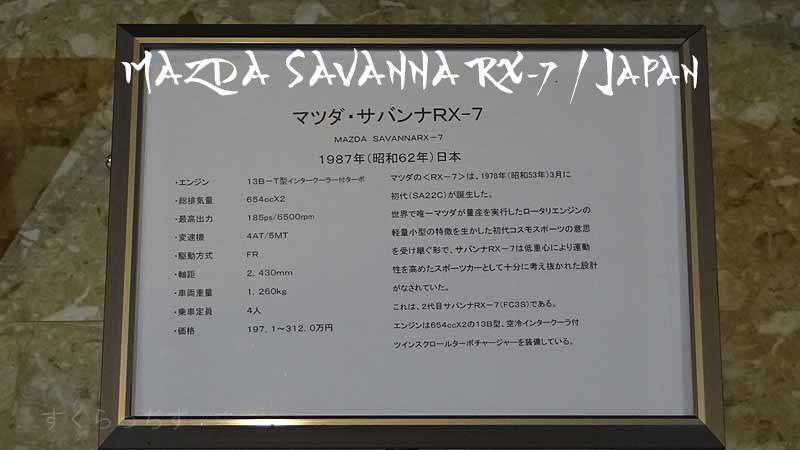 MAZDA SAVANNA RX-7 / JAPAN
マツダ・サバンナRX-7
MAZDA SAVANNARX-7
1987年(昭和62年)日本
・エンジン 13B-T型インタークーラー付ターボ
・総排気量 654ccX2
・最高出力 185ps/6500rpm
・変速機 4AT/5MT
・駆動方式 FR
・軸距 2,430mm
・車両重量 1,260kg
・乗車定員 4人
・価格 197.1~312.0万円
マツダの<RX-7>は、1978年(昭和53年)3月に
初代(SA22C)が誕生した。
世界で唯一マツダが量産を実行したロータリエンジンの
軽量小型の特徴を生かした初代コスモスポーツの意思
を受け継ぐ形で、サバンナRX-7は低重心により運動
性を高めたスポーツカーとして十分に考え抜かれた設計
がなされていた。
これは、2代目サバンナRX-7(FC3S)である。
エンジンは654ccX2の13B型、空冷インタークーラ付
ツインスクロールターボチャージャーを装備している。